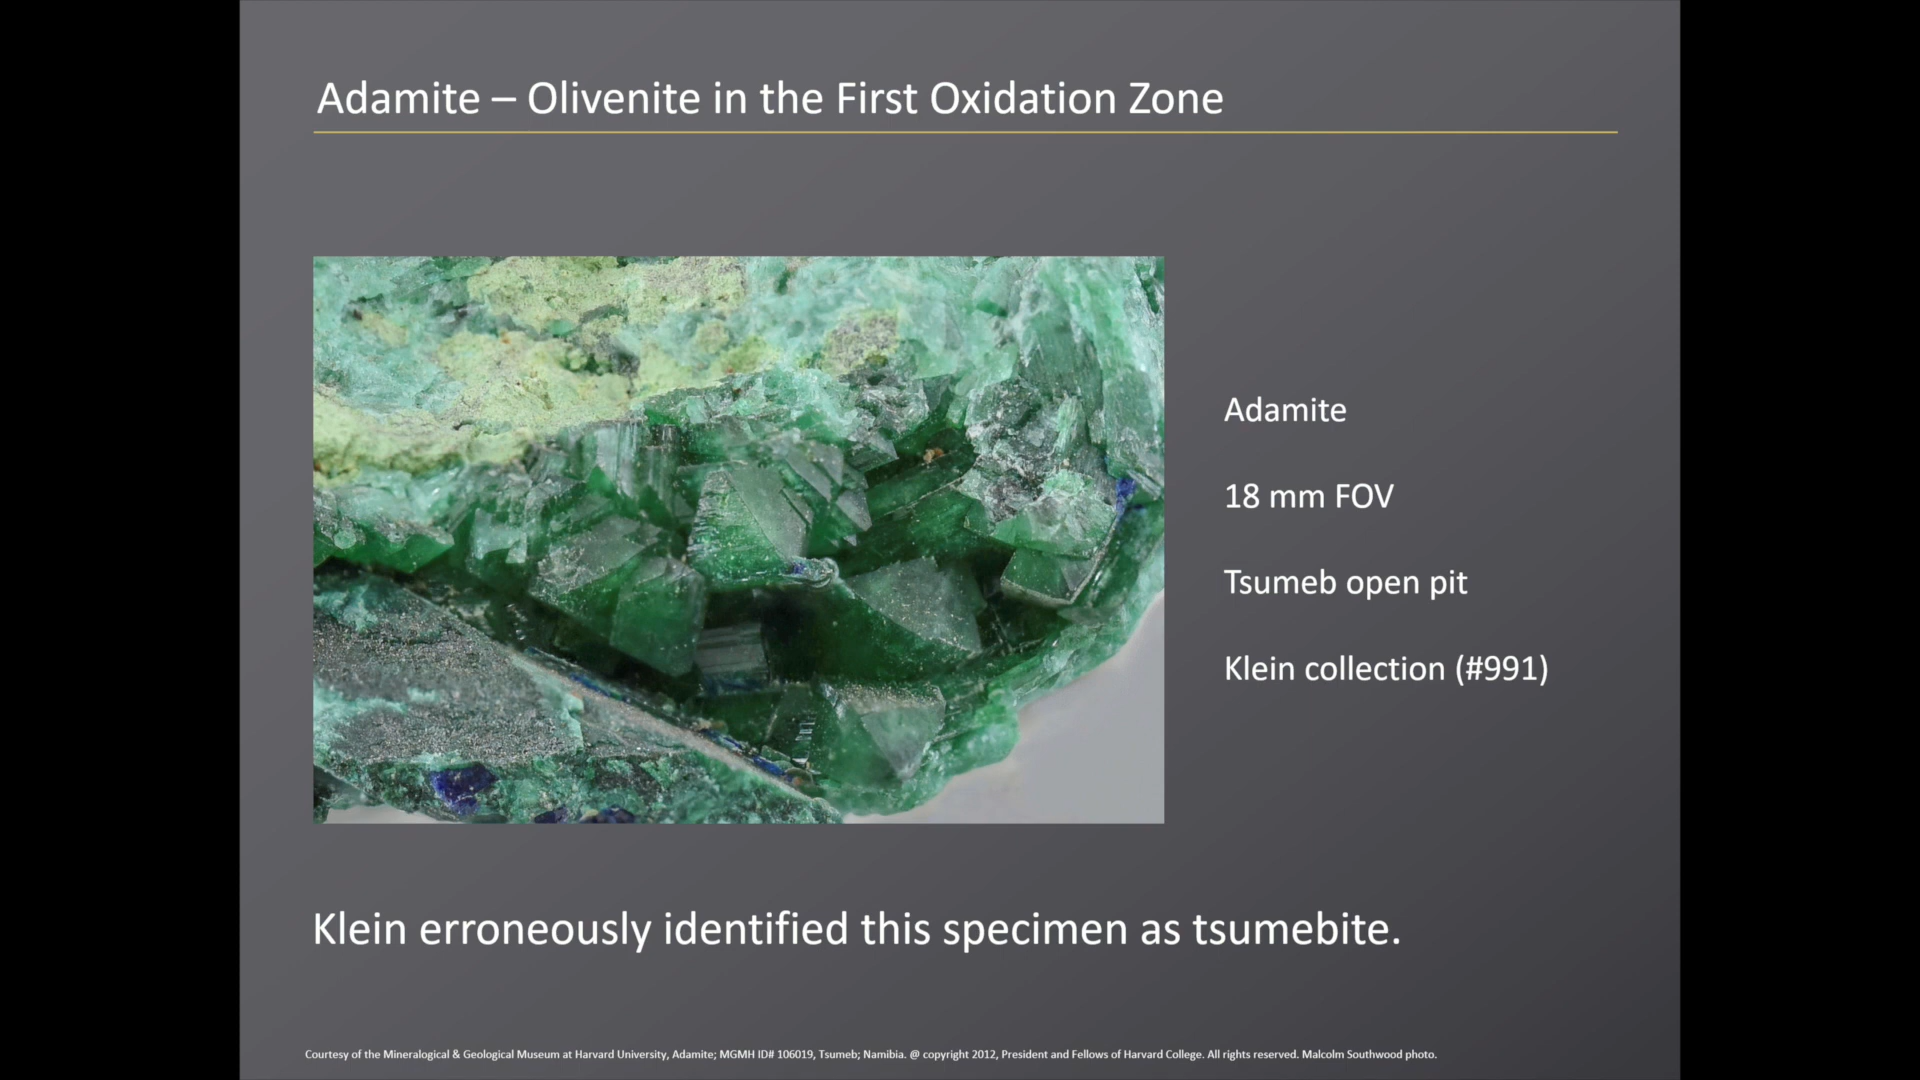 Adamite – Olivenite in the First Oxidation Zone
Adamite
18 mm FOV
Tsumeb open pit
Klein collection (#991)
Klein erroneously identified this specimen as tsumebite.
Courtesy of the Mineralogical & Geological Museum at Harvard University, Adamite; MGMH ID# 106019, Tsumeb; Namibia. @ copyright 2012, President and Fellows of Harvard College. All rights reserved. Malcolm Southwood photo.